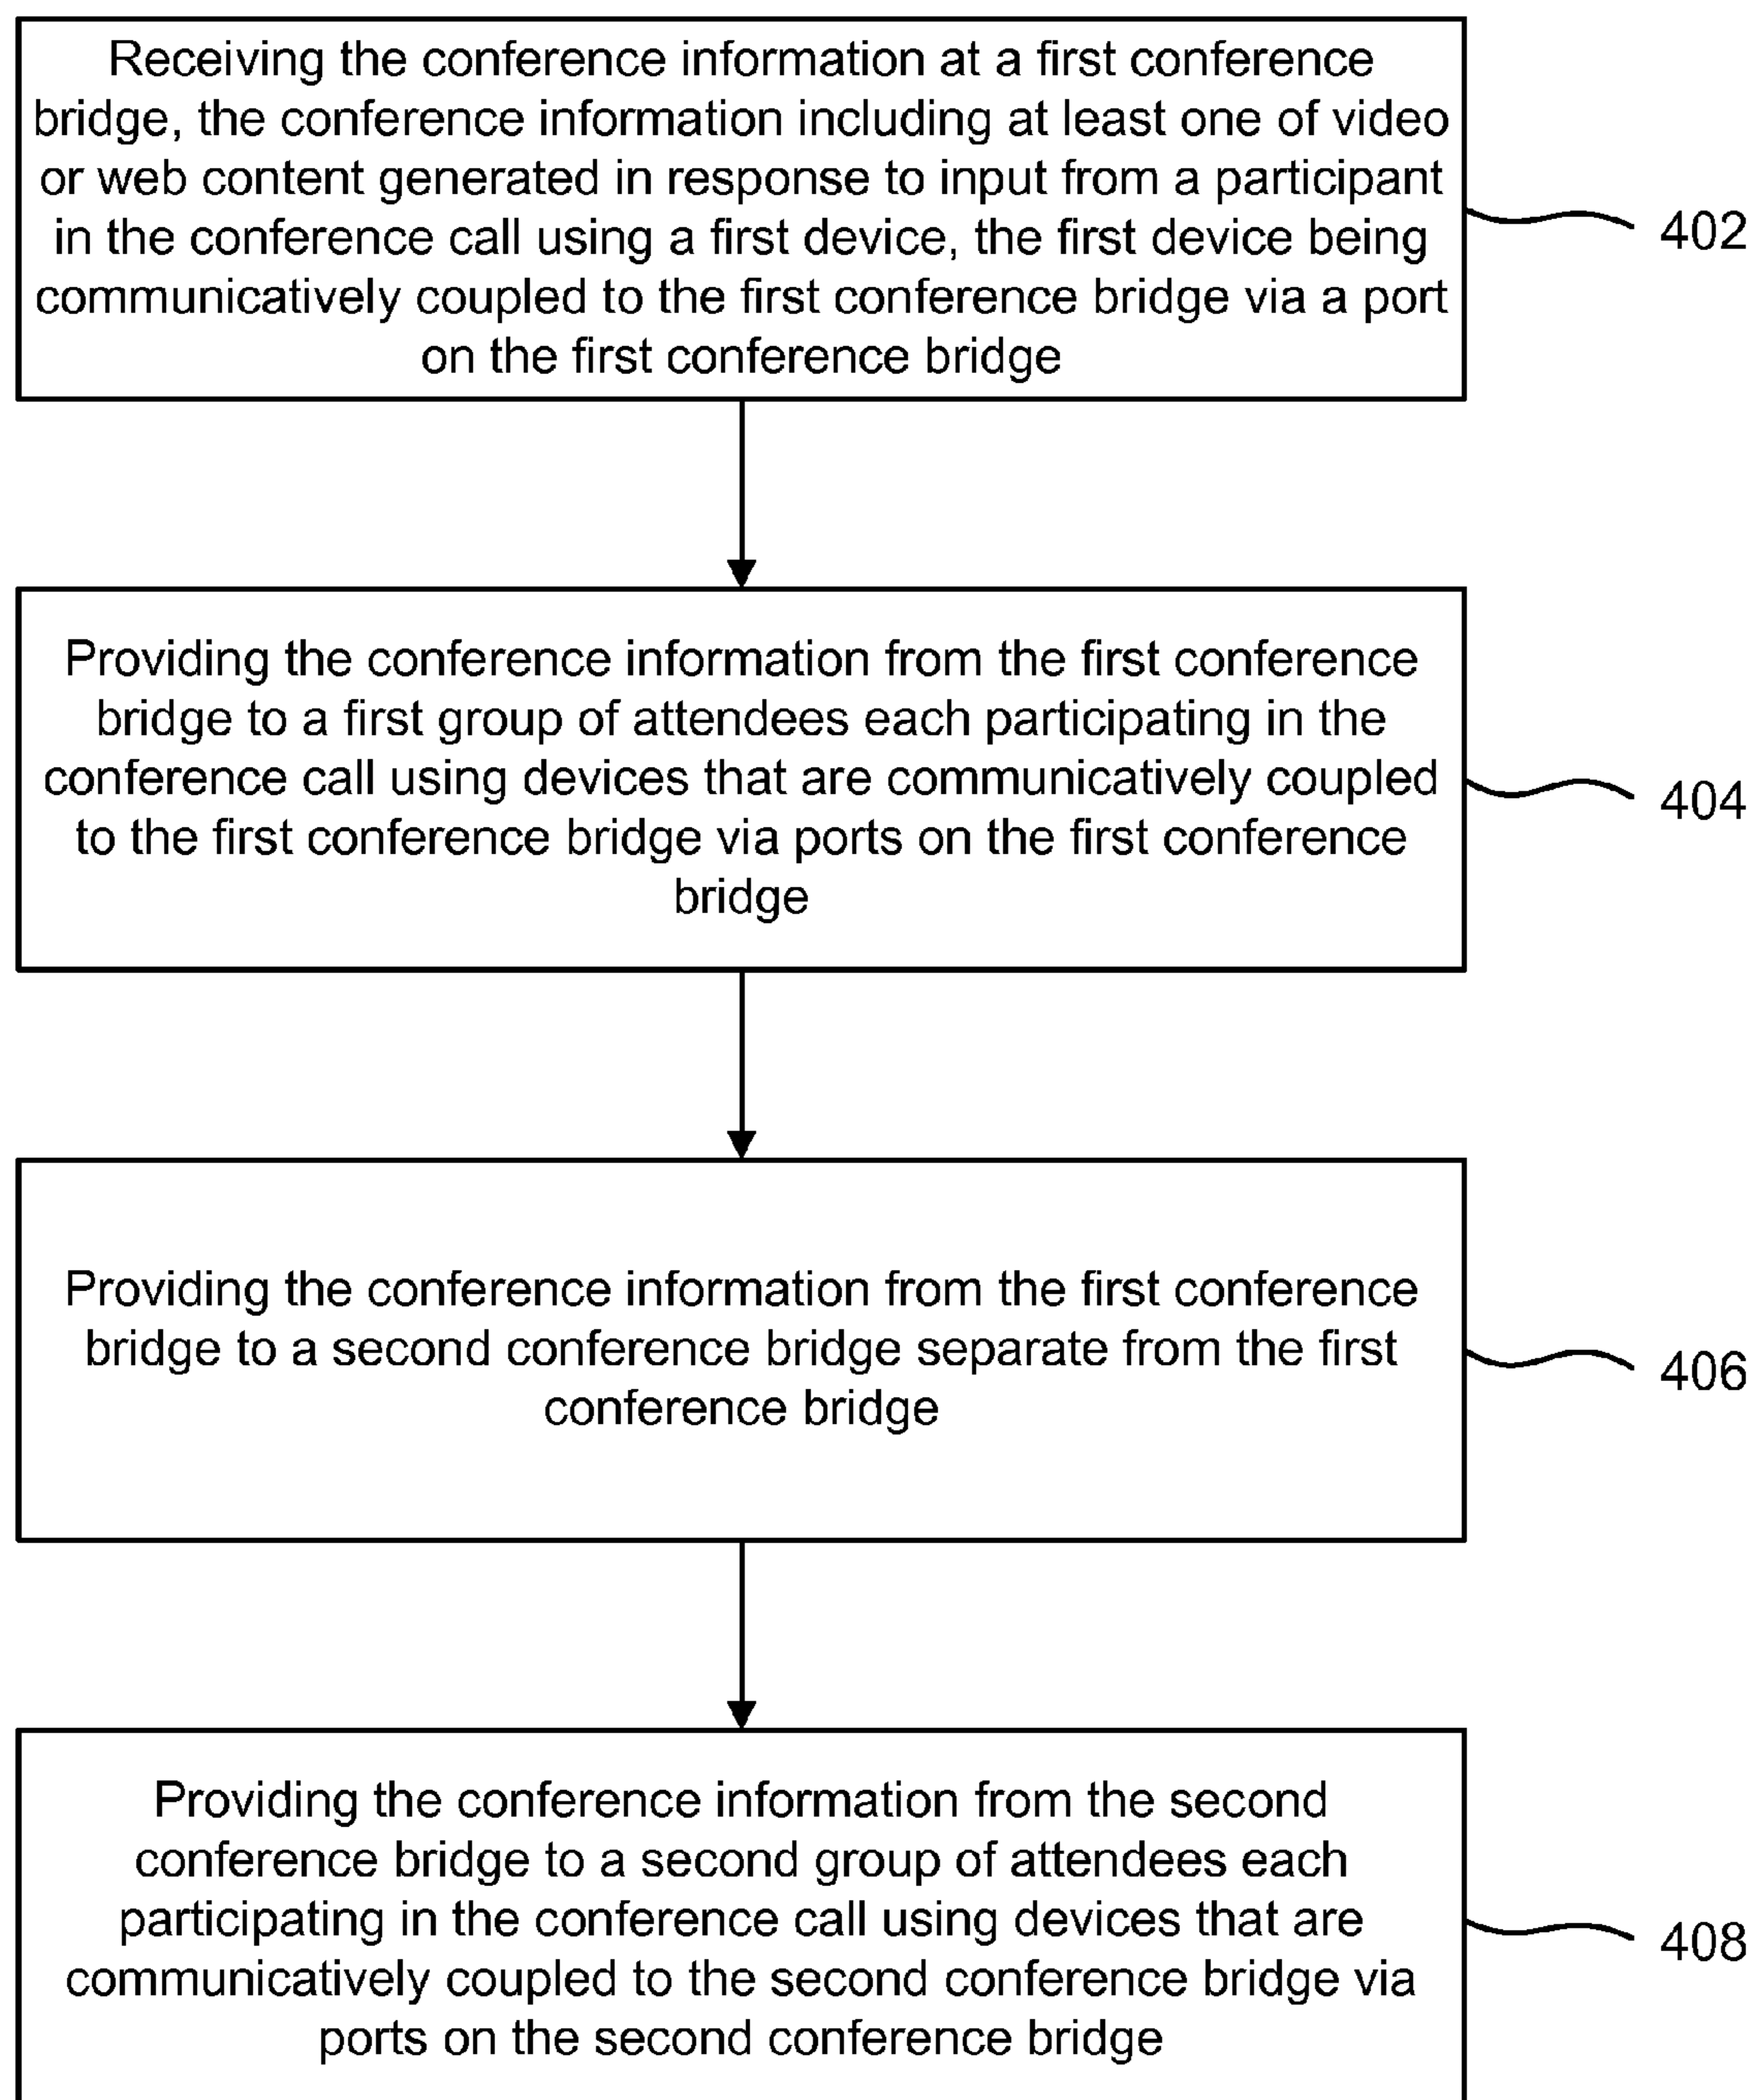 Receiving the conference information at a first conference
bridge, the conference information including at least one of video
or web content generated in response to input from a participant
in the conference call using a first device, the first device being
communicatively coupled to the first conference bridge via a port
on the first conference bridge
402
Providing the conference information from the first conference
bridge to a first group of attendees each participating in the
conference call using devices that are communicatively coupled
to the first conference bridge via ports on the first conference
bridge
404
Providing the conference information from the first conference
bridge to a second conference bridge separate from the first
conference bridge
406
Providing the conference information from the second
conference bridge to a second group of attendees each
participating in the conference call using devices that are
communicatively coupled to the second conference bridge via
ports on the second conference bridge
408